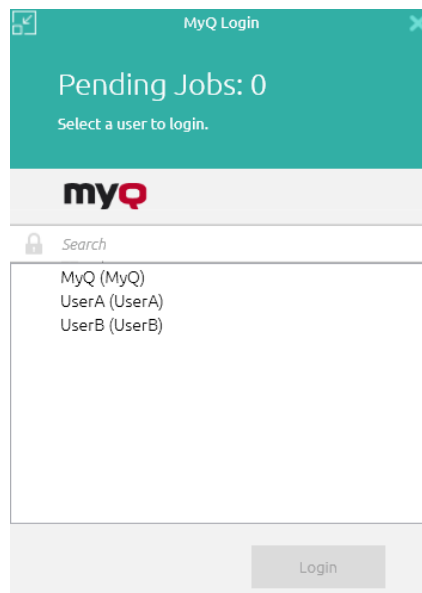 MyQ Login
Pending Jobs: 0
Select a user to login.
myQ
Search
MyQ (MyQ)
UserA (UserA)
UserB (UserB)
Login